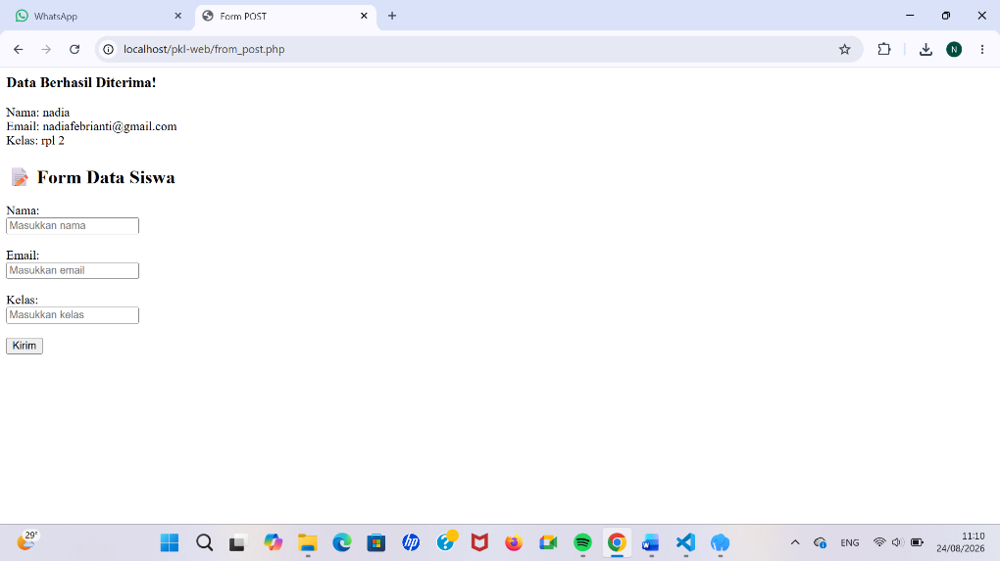 WhatsApp
Form POST
localhost/pkl-web/from_post.php
N
Data Berhasil Diterima!
Nama: nadia
Email: nadiafebrianti@gmail.com
Kelas: rpl 2
Form Data Siswa
Nama:
Masukkan nama
Email:
Masukkan email
Kelas:
Masukkan kelas
Kirim
29°
hp
?
W
ENG
11:10
24/08/2026